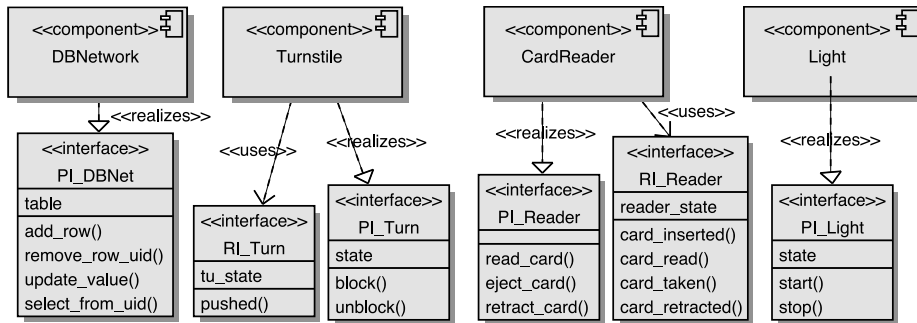 <<component>>
DBNetwork
<<component>>
Turnstile
<<component>>
CardReader
<<component>>
Light
<<realizes>>
<<uses>>
<<realizes>>
<<realizes>>
<<uses>>
<<realizes>>
<<interface>>
PI_DBNet
table
add_row()
remove_row_uid()
update_value()
select_from_uid()
<<interface>>
RI_Turn
tu_state
pushed()
<<interface>>
PI_Turn
state
block()
unblock()
<<interface>>
PI_Reader
read_card()
eject_card()
retract_card()
<<interface>>
RI_Reader
reader_state
card_inserted()
card_read()
card_taken()
card_retracted()
<<interface>>
PI_Light
state
start()
stop()